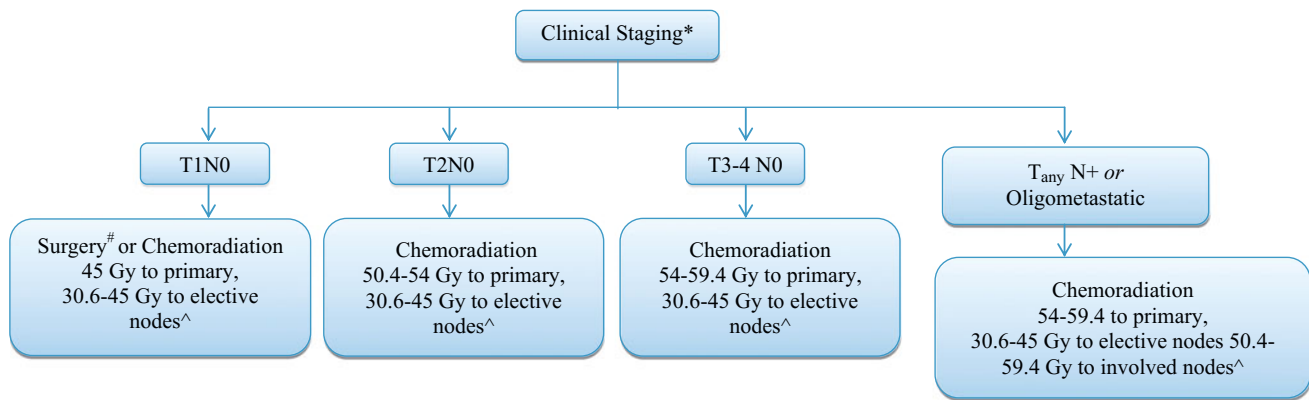 Clinical Staging*
T1N0
T2N0
T3-4 N0
Tany N+ or
Oligometastatic
Surgery# or Chemoradiation
45 Gy to primary,
30.6-45 Gy to elective
nodes^
Chemoradiation
50.4-54 Gy to primary,
30.6-45 Gy to elective
nodes^
Chemoradiation
54-59.4 Gy to primary,
30.6-45 Gy to elective
nodes^
Chemoradiation
54-59.4 to primary,
30.6-45 Gy to elective nodes 50.4-
59.4 Gy to involved nodes^